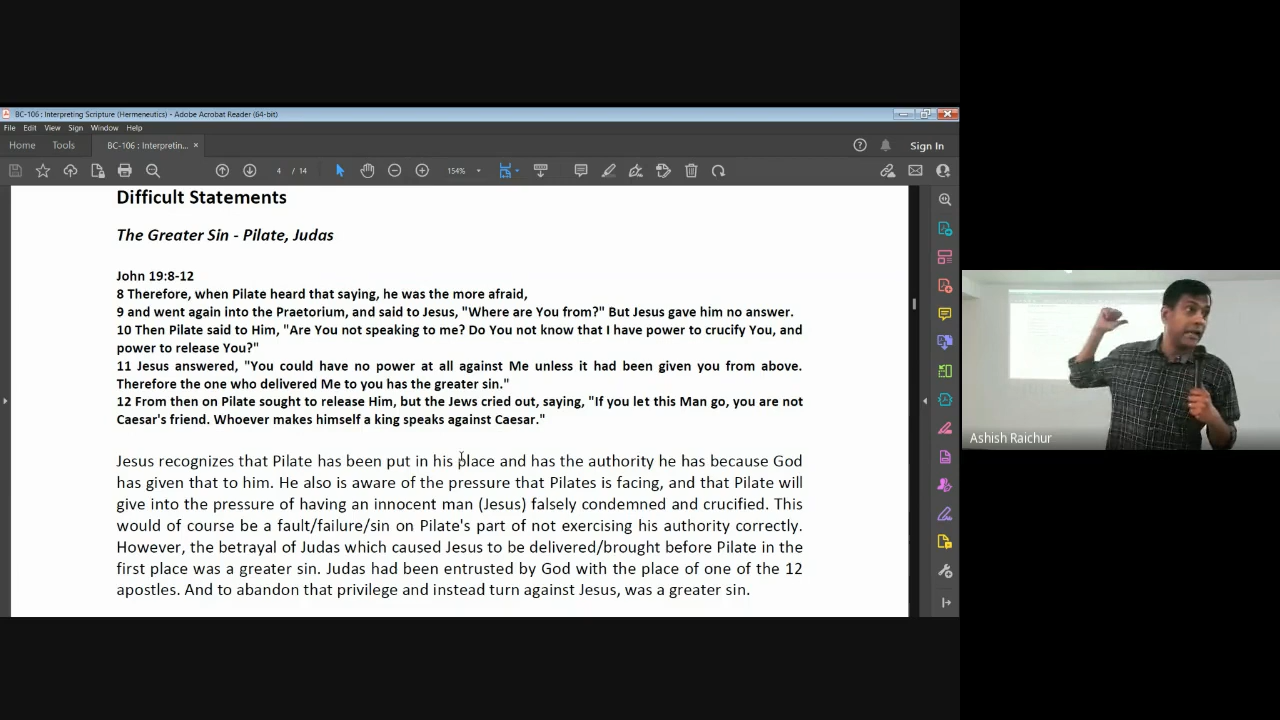 BC-106 : Interpreting Scripture (Hermeneutics) - Adobe Acrobat Reader (64-bit)
File Edit View Sign Window Help
Home Tools BC-106 : Interpretin... × Sign In
4 / 14 154%
Difficult Statements
The Greater Sin - Pilate, Judas
John 19:8-12
8 Therefore, when Pilate heard that saying, he was the more afraid,
9 and went again into the Praetorium, and said to Jesus, "Where are You from?" But Jesus gave him no answer.
10 Then Pilate said to Him, "Are You not speaking to me? Do You not know that I have power to crucify You, and
power to release You?"
11 Jesus answered, "You could have no power at all against Me unless it had been given you from above.
Therefore the one who delivered Me to you has the greater sin."
12 From then on Pilate sought to release Him, but the Jews cried out, saying, "If you let this Man go, you are not
Caesar's friend. Whoever makes himself a king speaks against Caesar."
Jesus recognizes that Pilate has been put in his place and has the authority he has because God
has given that to him. He also is aware of the pressure that Pilates is facing, and that Pilate will
give into the pressure of having an innocent man (Jesus) falsely condemned and crucified. This
would of course be a fault/failure/sin on Pilate's part of not exercising his authority correctly.
However, the betrayal of Judas which caused Jesus to be delivered/brought before Pilate in the
first place was a greater sin. Judas had been entrusted by God with the place of one of the 12
apostles. And to abandon that privilege and instead turn against Jesus, was a greater sin.
Ashish Raichur